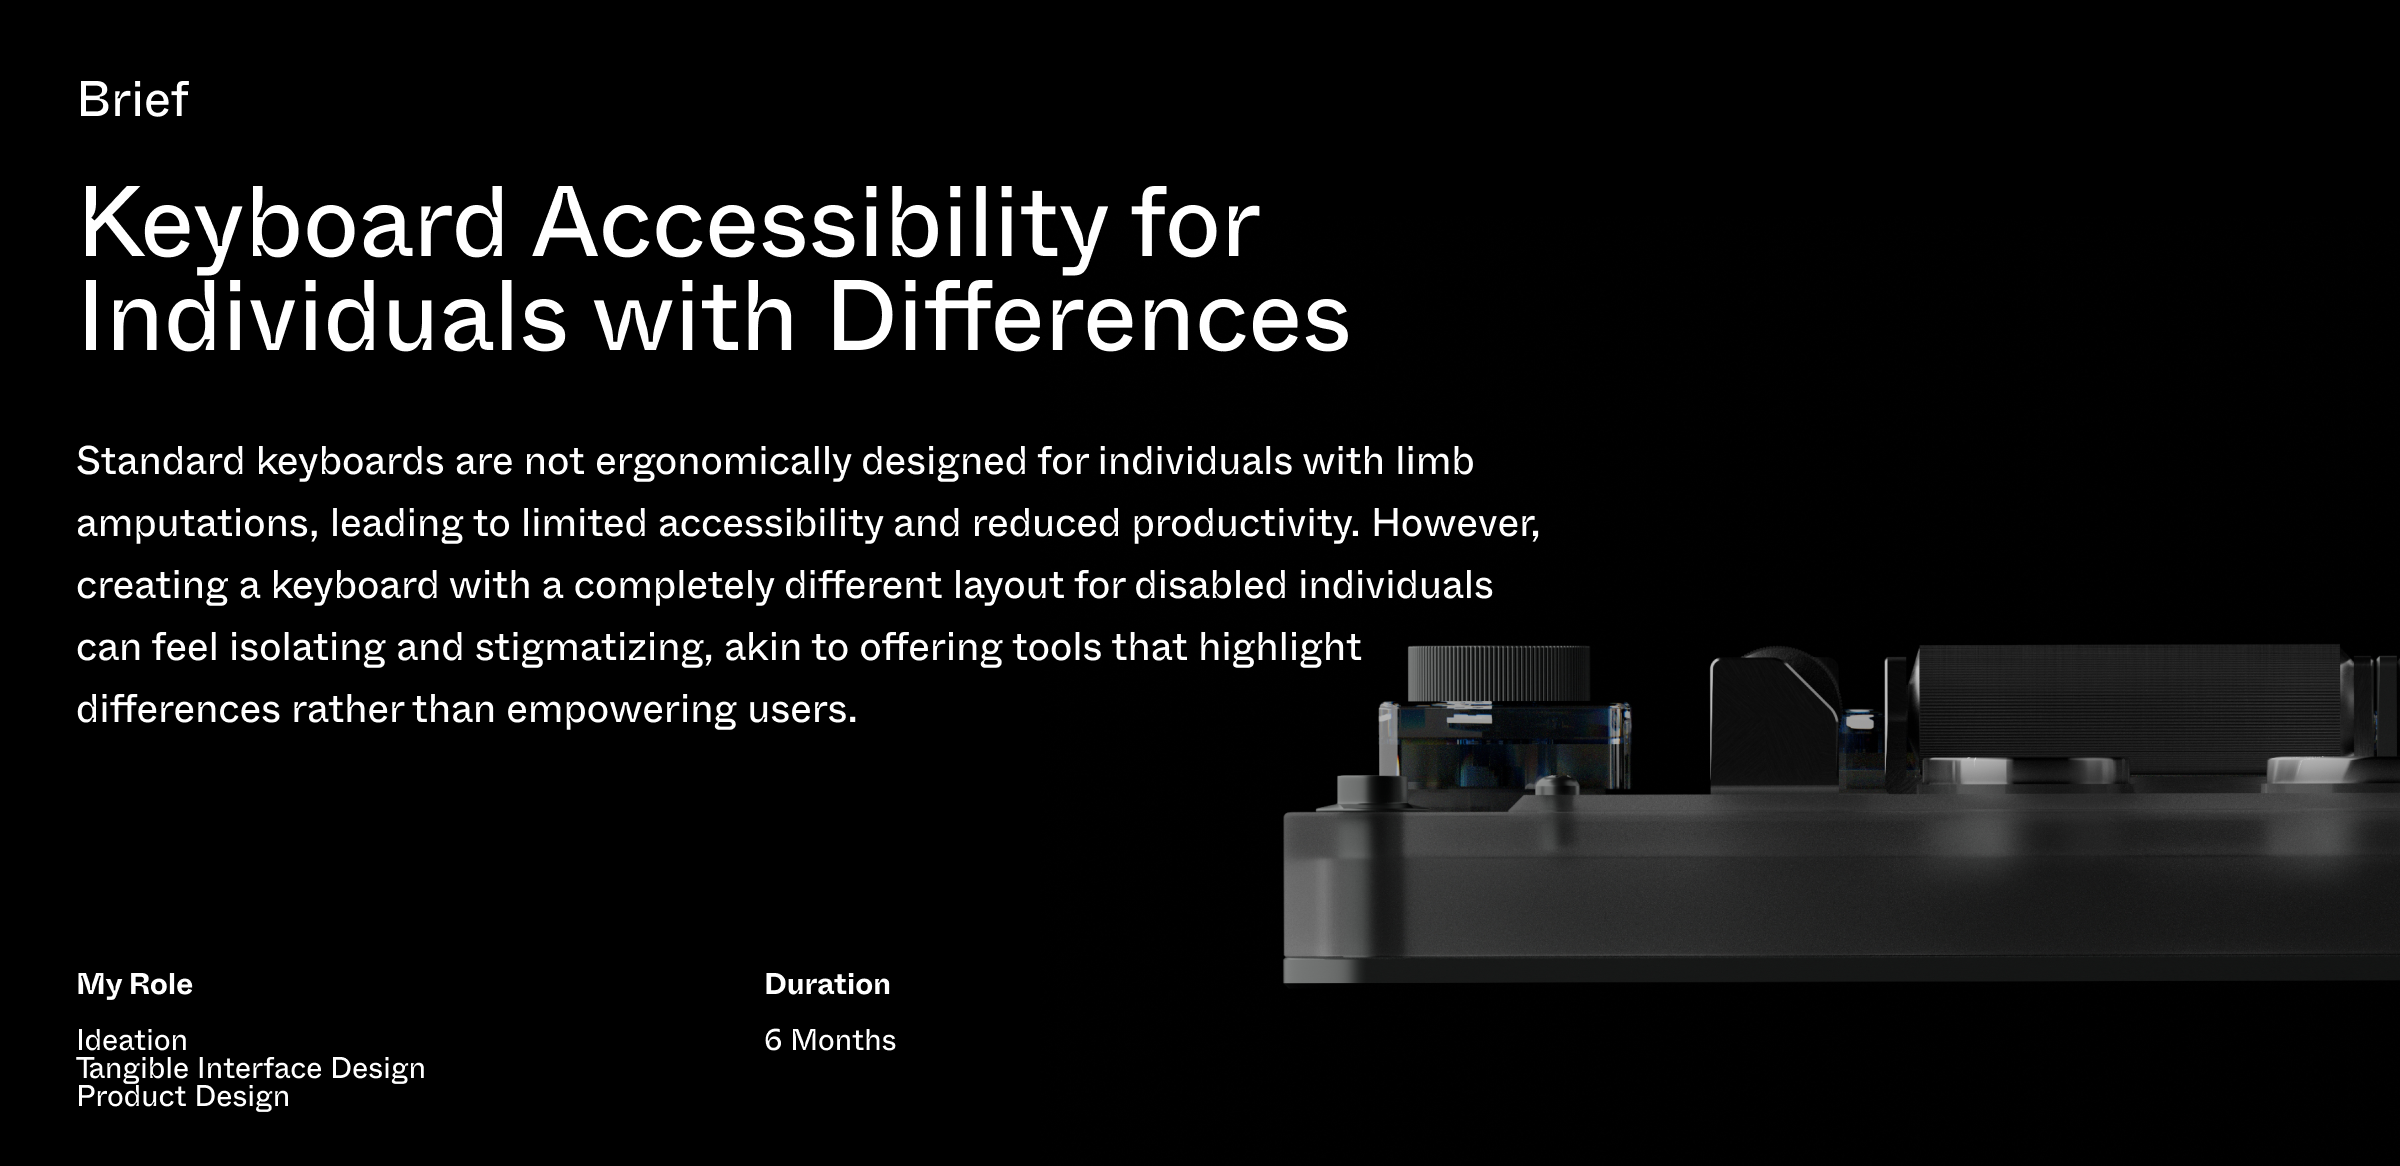 Brief
Keyboard Accessibility for
Individuals with Differences
Standard keyboards are not ergonomically designed for individuals with limb
amputations, leading to limited accessibility and reduced productivity. However,
creating a keyboard with a completely different layout for disabled individuals
can feel isolating and stigmatizing, akin to offering tools that highlight
differences rather than empowering users.
My Role
Ideation
Tangible Interface Design
Product Design
Duration
6 Months